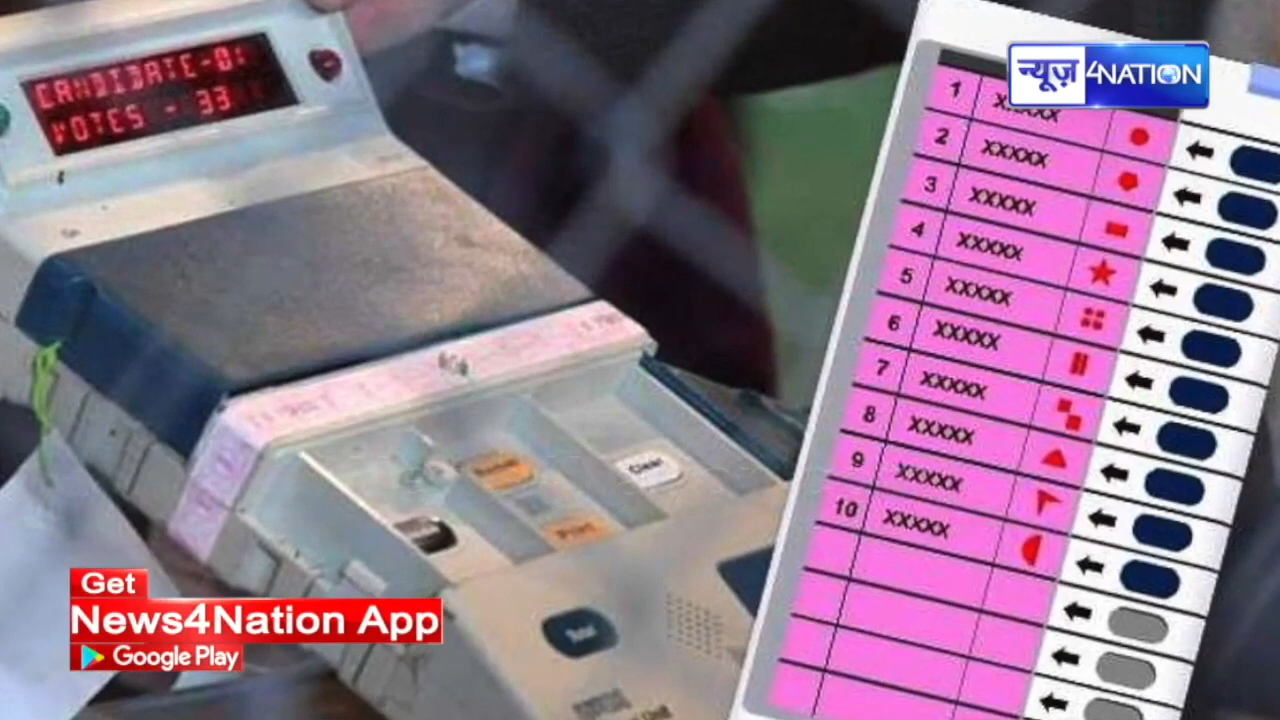 CANDIDATE-01
VOTES - 33
न्यूज़ 4NATION
1 XXXXX
2 XXXXX
3 XXXXX
4 XXXXX
5 XXXXX
6 XXXXX
7 XXXXX
8 XXXXX
9 XXXXX
10 XXXXX
Clear
Print
Get
News4Nation App
Google Play